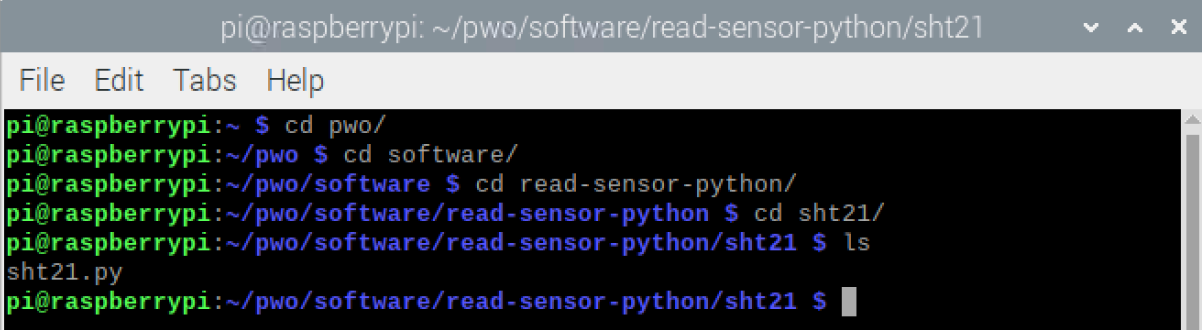 pi@raspberrypi: ~/pwo/software/read-sensor-python/sht21
File Edit Tabs Help
pi@raspberrypi:~ $ cd pwo/
pi@raspberrypi:~/pwo $ cd software/
pi@raspberrypi:~/pwo/software $ cd read-sensor-python/
pi@raspberrypi:~/pwo/software/read-sensor-python $ cd sht21/
pi@raspberrypi:~/pwo/software/read-sensor-python/sht21 $ ls
sht21.py
pi@raspberrypi:~/pwo/software/read-sensor-python/sht21 $